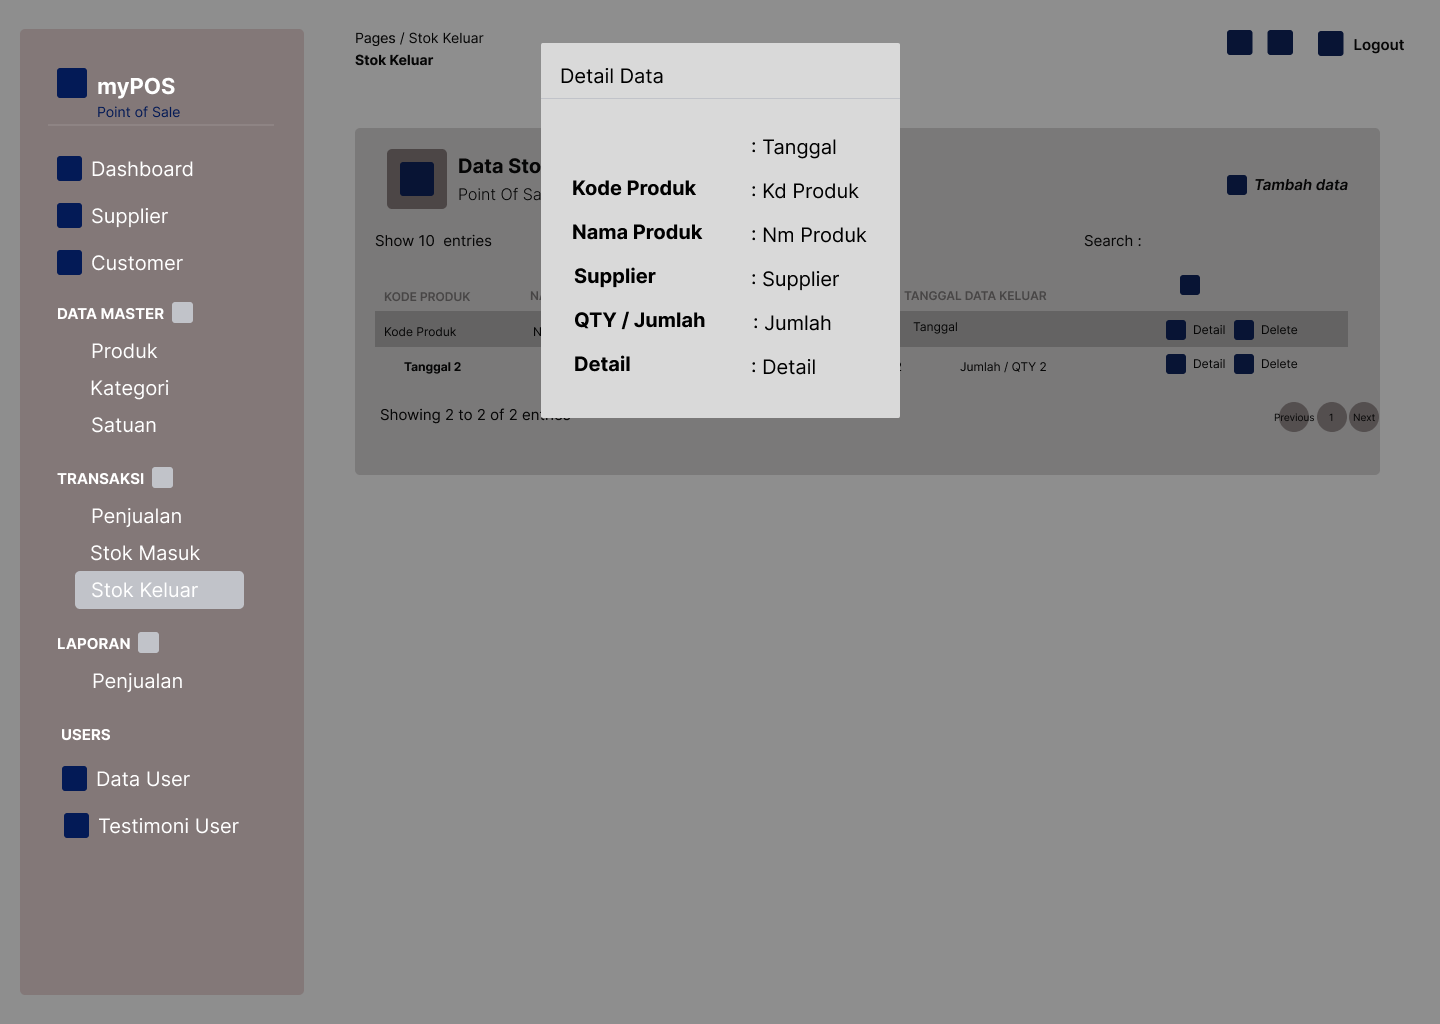 myPOS
Point of Sale
Dashboard
Supplier
Customer
DATA MASTER
Produk
Kategori
Satuan
TRANSAKSI
Penjualan
Stok Masuk
Stok Keluar
LAPORAN
Penjualan
USERS
Data User
Testimoni User
Pages / Stok Keluar
Stok Keluar
Logout
Point Of
Tambah data
Show 10 entries
Search :
KODE PRODUK
TANGGAL DATA KELUAR
Kode Produk
Tanggal
Detail
Delete
Tanggal 2
Jumlah / QTY 2
Detail
Delete
Showing 2 to 2 of 2 entries
Previous
1
Next
Detail Data
: Tanggal
Kode Produk : Kd Produk
Nama Produk : Nm Produk
Supplier : Supplier
QTY / Jumlah : Jumlah
Detail : Detail